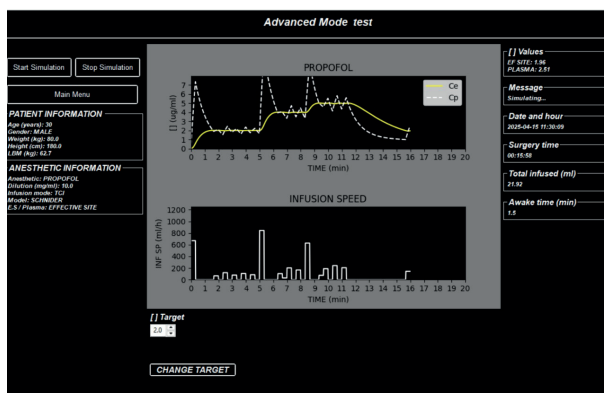 Advanced Mode test
Start Simulation
Stop Simulation
Main Menu
PATIENT INFORMATION
Age (years): 30
Gender: MALE
Weight (kg): 80.0
Height (cm): 180.0
LBM (kg): 62.7
ANESTHETIC INFORMATION
Anesthetic: PROPOFOL
Dilution (mg/ml): 10.0
Infusion mode: TCI
Model: SCHNIDER
E.S / Plasma: EFFECTIVE SITE
PROPOFOL
Ce
Cp
[] (ug/ml)
7
6
5
4
3
2
1
0
0 1 2 3 4 5 6 7 8 9 10 11 12 13 14 15 16 17 18 19 20
TIME (min)
INFUSION SPEED
INF SP (ml/h)
1200
1000
800
600
400
200
0
0 1 2 3 4 5 6 7 8 9 10 11 12 13 14 15 16 17 18 19 20
TIME (min)
[ ] Target
2.0
CHANGE TARGET
[ ] Values
EF SITE: 1.96
PLASMA: 2.51
Message
Simulating...
Date and hour
2025-04-15 11:30:09
Surgery time
00:15:58
Total infused (ml)
21.92
Awake time (min)
1.5